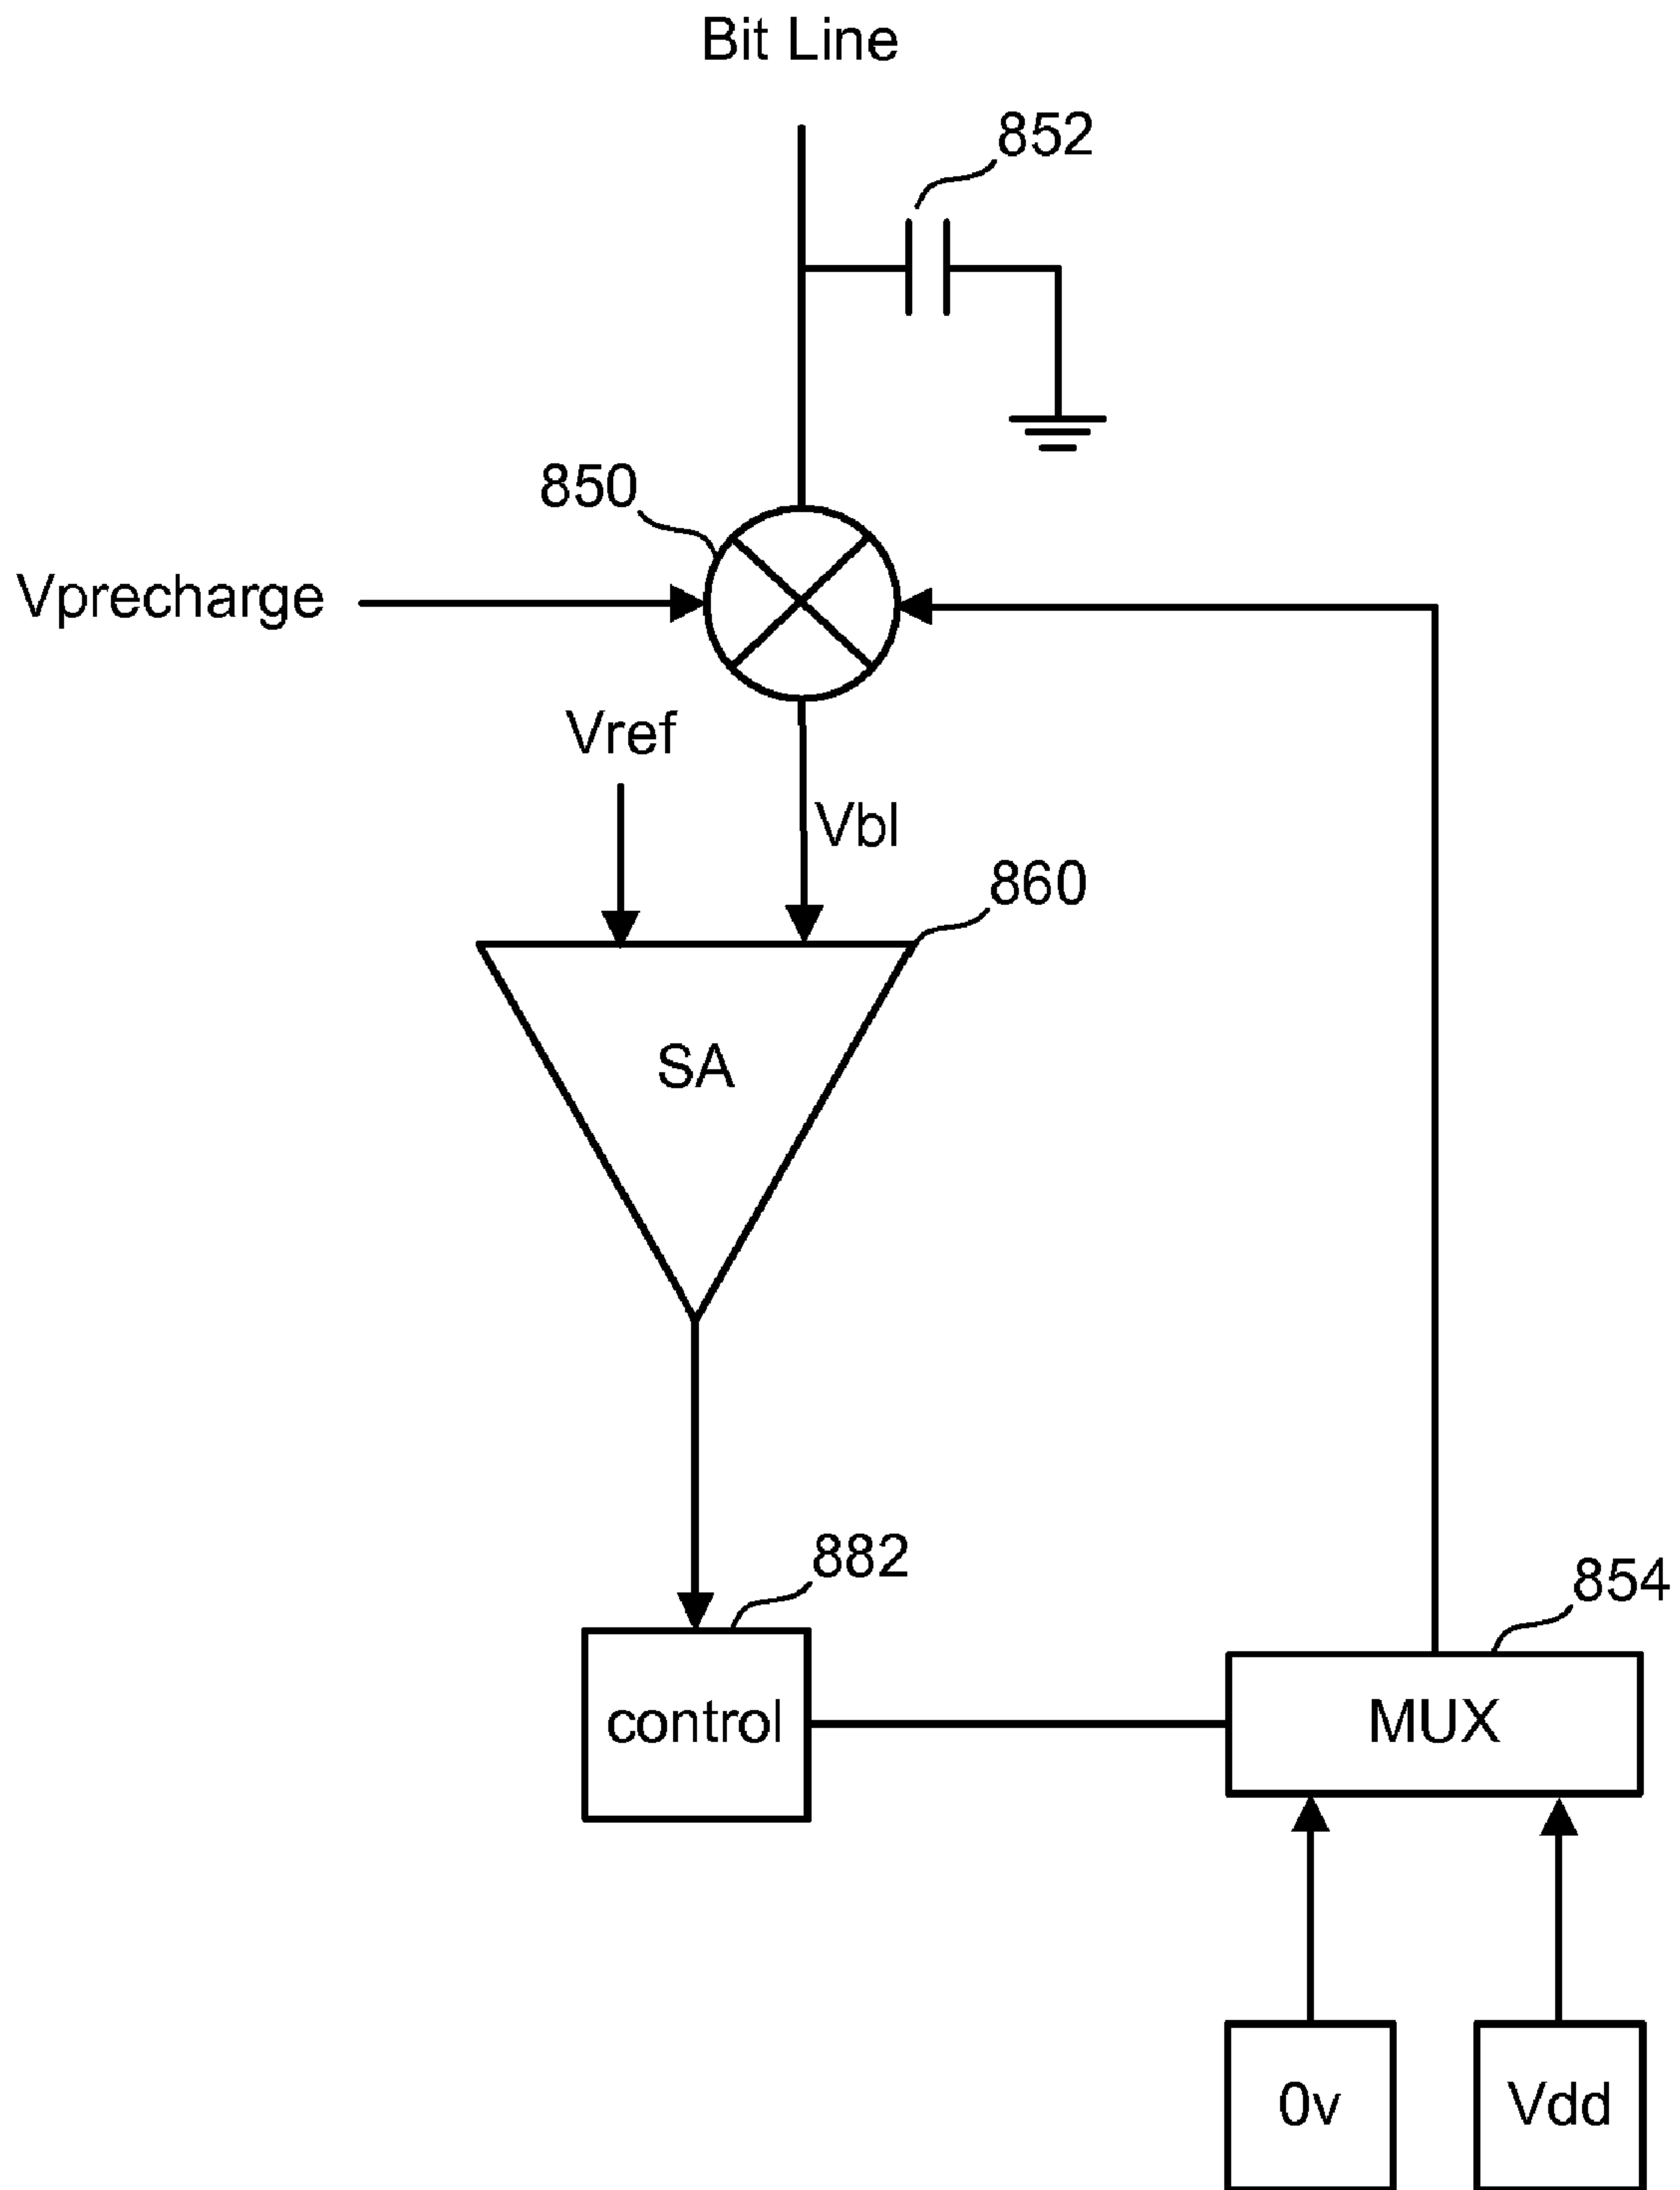 Bit Line
852
850
Vprecharge
Vref
Vbl
860
SA
882
854
control
MUX
0v
Vdd